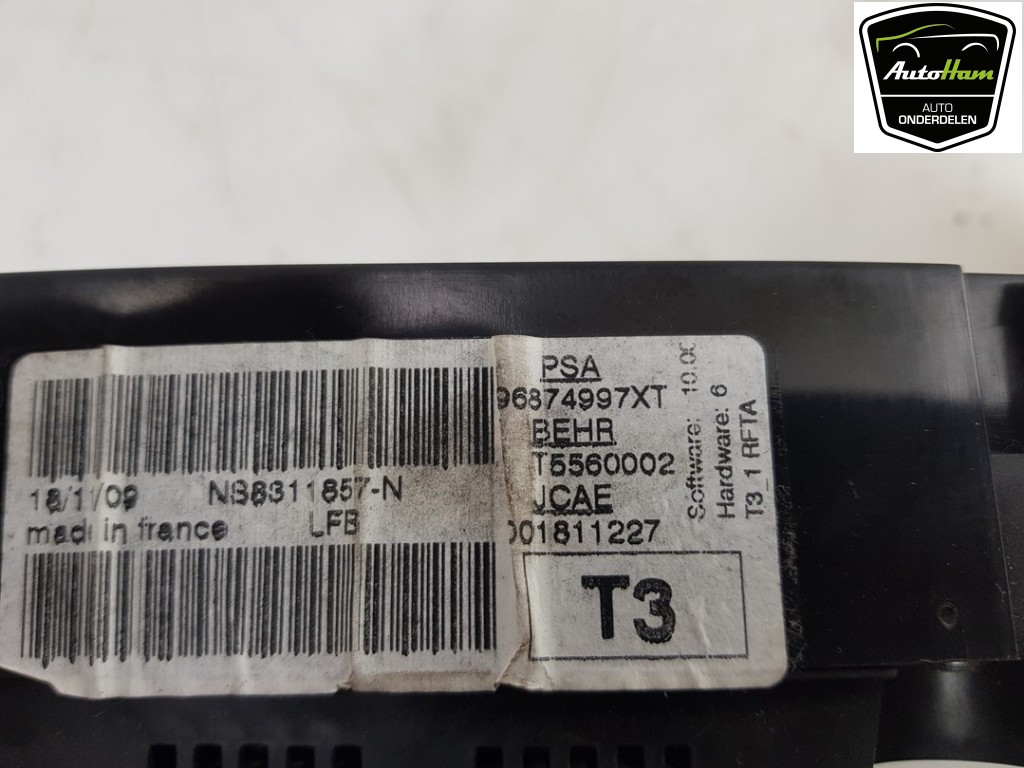 AutoHam
AUTO
ONDERDELEN
PSA
96874997XT
BEHR
T5560002
JCAE
001811227
T3
Software: 10.00
Hardware: 6
T3_1 RFTA
18/11/09 NB8311857-N
made in france LFB